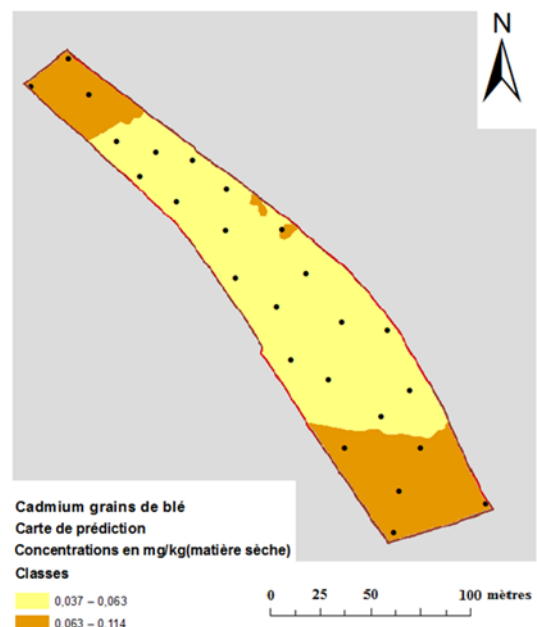 N
Cadmium grains de blé
Carte de prédiction
Concentrations en mg/kg(matière sèche)
Classes
0,037 – 0,063
0,063 – 0,114
0 25 50 100 mètres